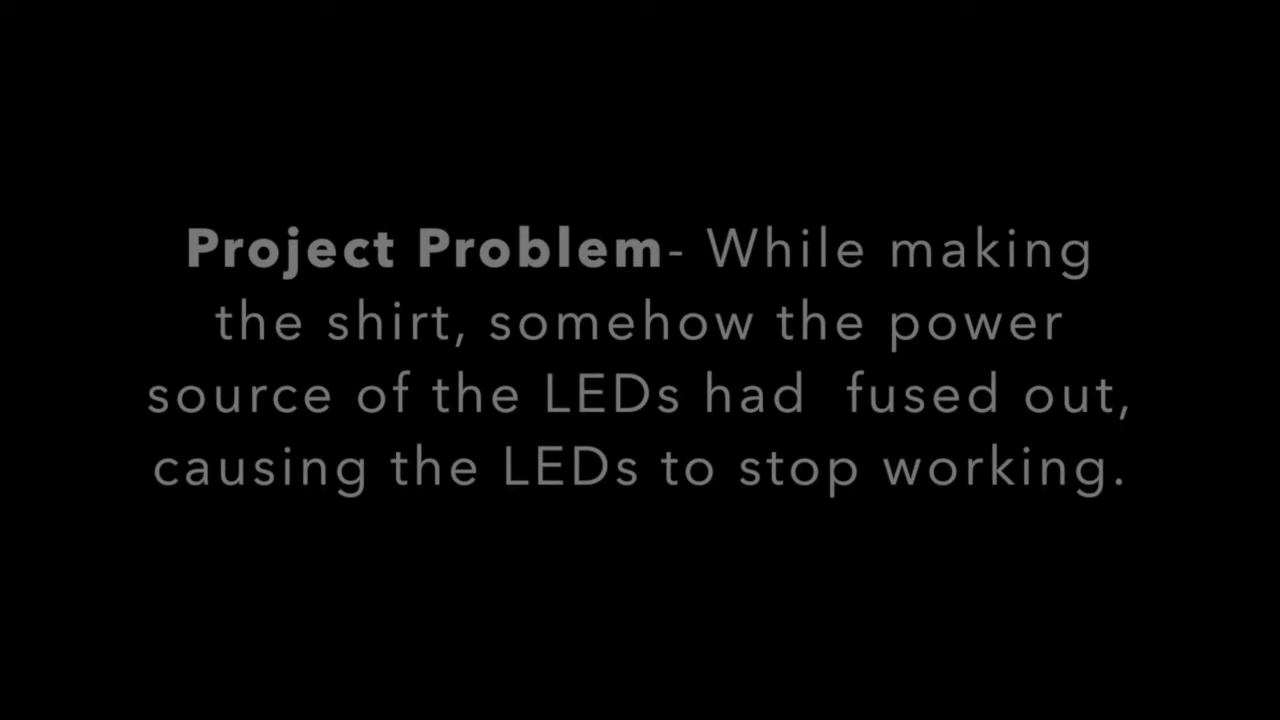 Project Problem- While making
the shirt, somehow the power
source of the LEDs had  fused out,
causing the LEDs to stop working.